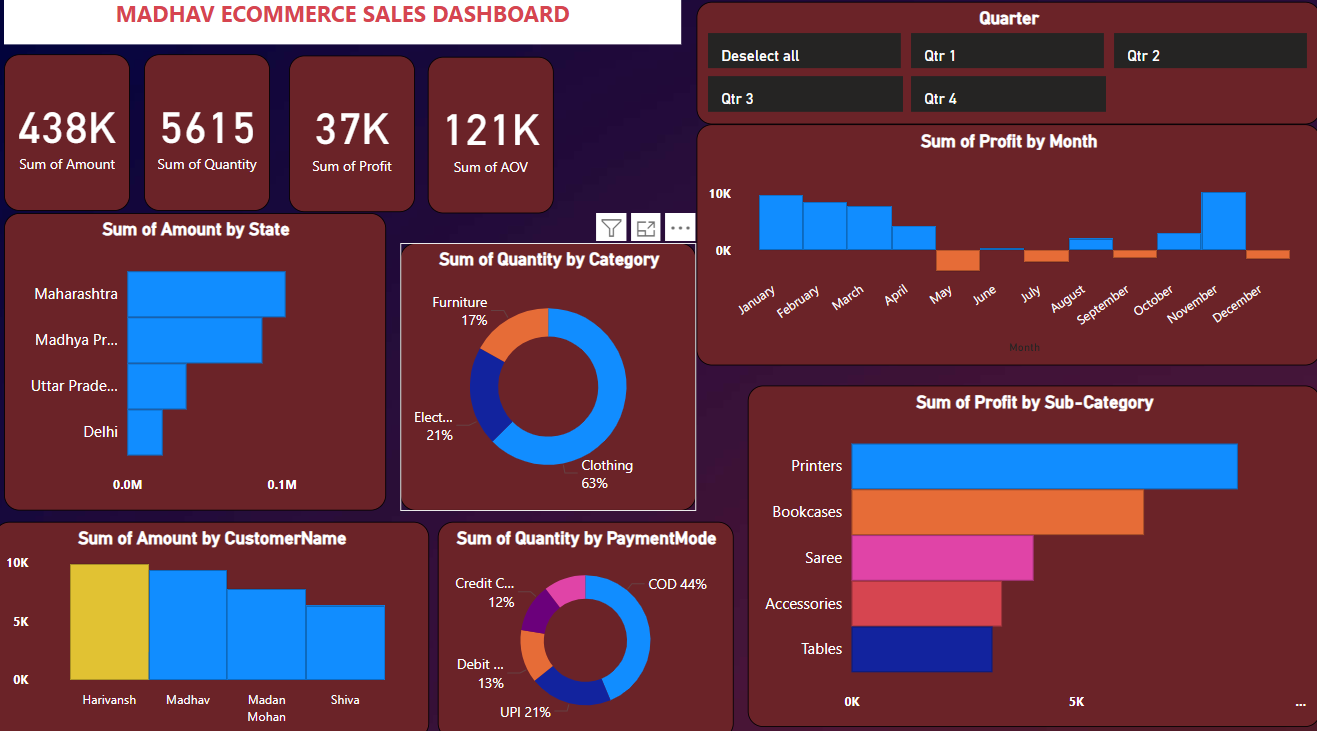 MADHAV ECOMMERCE SALES DASHBOARD
438K
Sum of Amount
5615
Sum of Quantity
37K
Sum of Profit
121K
Sum of AOV
Quarter
Deselect all
Qtr 1
Qtr 2
Qtr 3
Qtr 4
Sum of Profit by Month
10K
0K
January
February
March
April
May
June
July
August
September
October
November
December
Month
Sum of Amount by State
Maharashtra
Madhya Pr...
Uttar Prade...
Delhi
0.0M
0.1M
Sum of Quantity by Category
Furniture
17%
Elect...
21%
Clothing
63%
Sum of Profit by Sub-Category
Printers
Bookcases
Saree
Accessories
Tables
0K
5K
...
Sum of Amount by CustomerName
10K
5K
0K
Harivansh
Madhav
Madan
Mohan
Shiva
Sum of Quantity by PaymentMode
Credit C...
12%
COD 44%
Debit ...
13%
UPI 21%